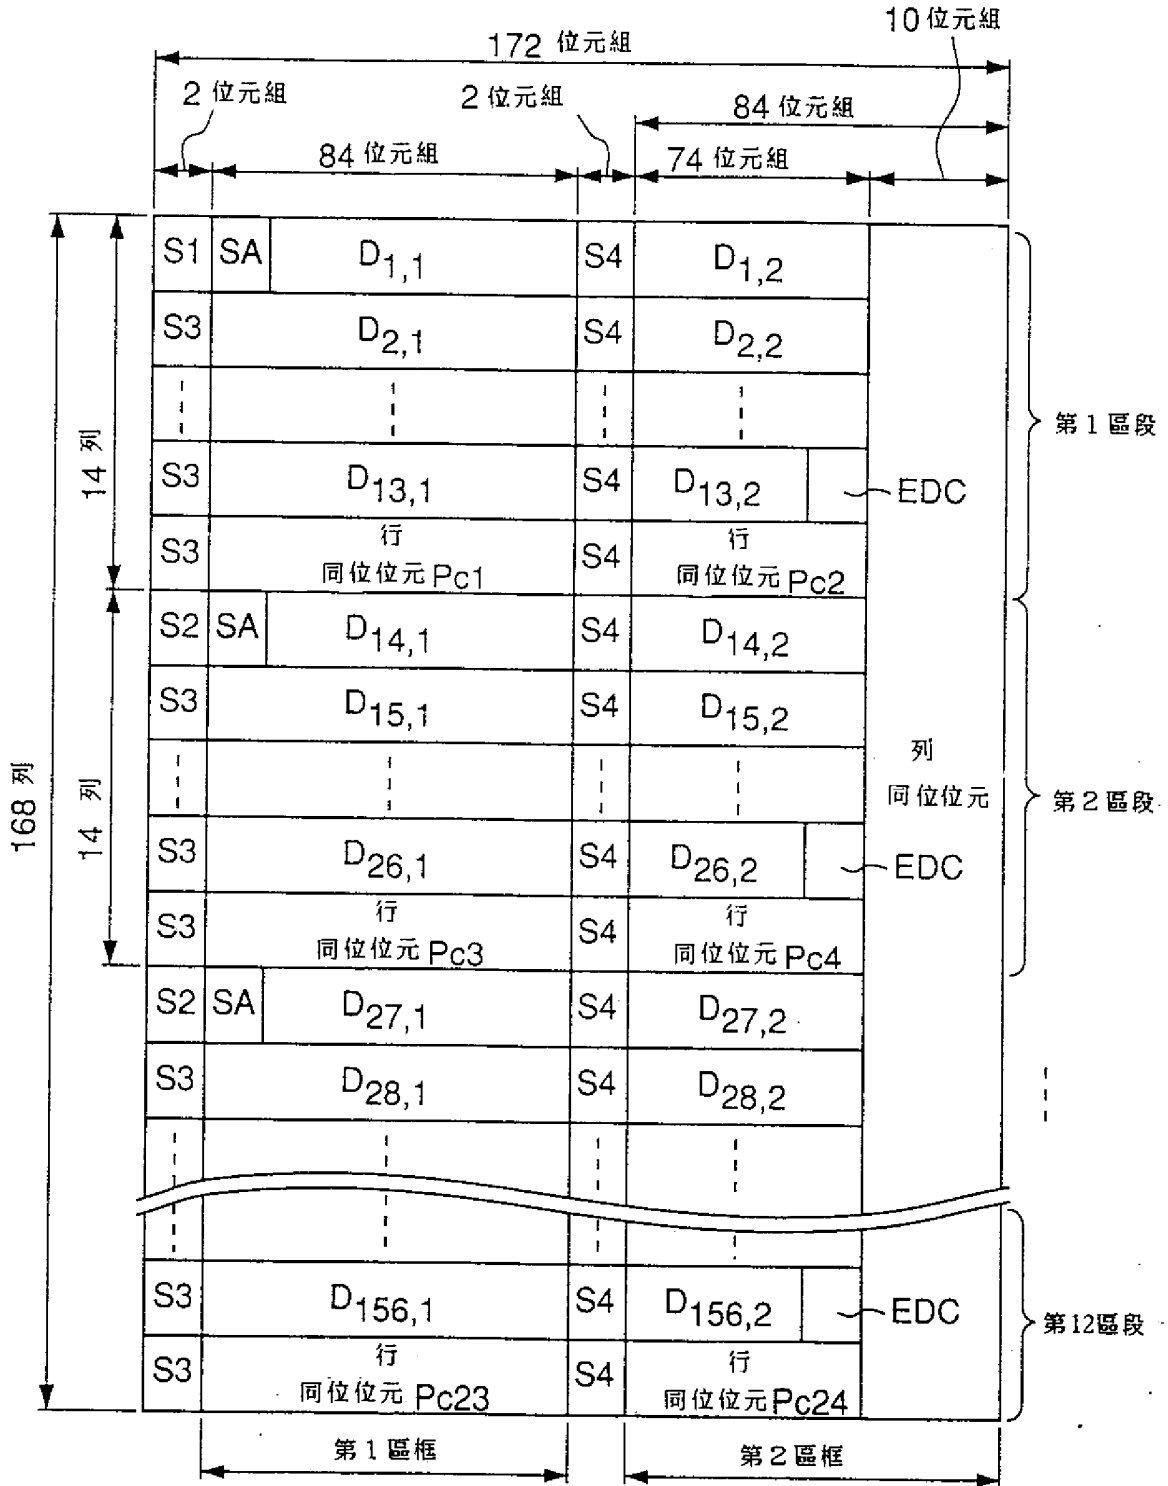 10位元組
172 位元組
2 位元組
2 位元組
84 位元組
84 位元組
74 位元組
S1 SA D1,1 S4 D1,2
S3 D2,1 S4 D2,2
第1區段
14 列
S3 D13,1 S4 D13,2 EDC
S3 行 S4 行
同位位元 Pc1 同位位元 Pc2
S2 SA D14,1 S4 D14,2
S3 D15,1 S4 D15,2
列
同位位元
168 列
14 列
第2區段
S3 D26,1 S4 D26,2 EDC
S3 行 S4 行
同位位元 Pc3 同位位元 Pc4
S2 SA D27,1 S4 D27,2
S3 D28,1 S4 D28,2
S3 D156,1 S4 D156,2 EDC
第12區段
S3 行 S4 行
同位位元 Pc23 同位位元 Pc24
第1區框
第2區框